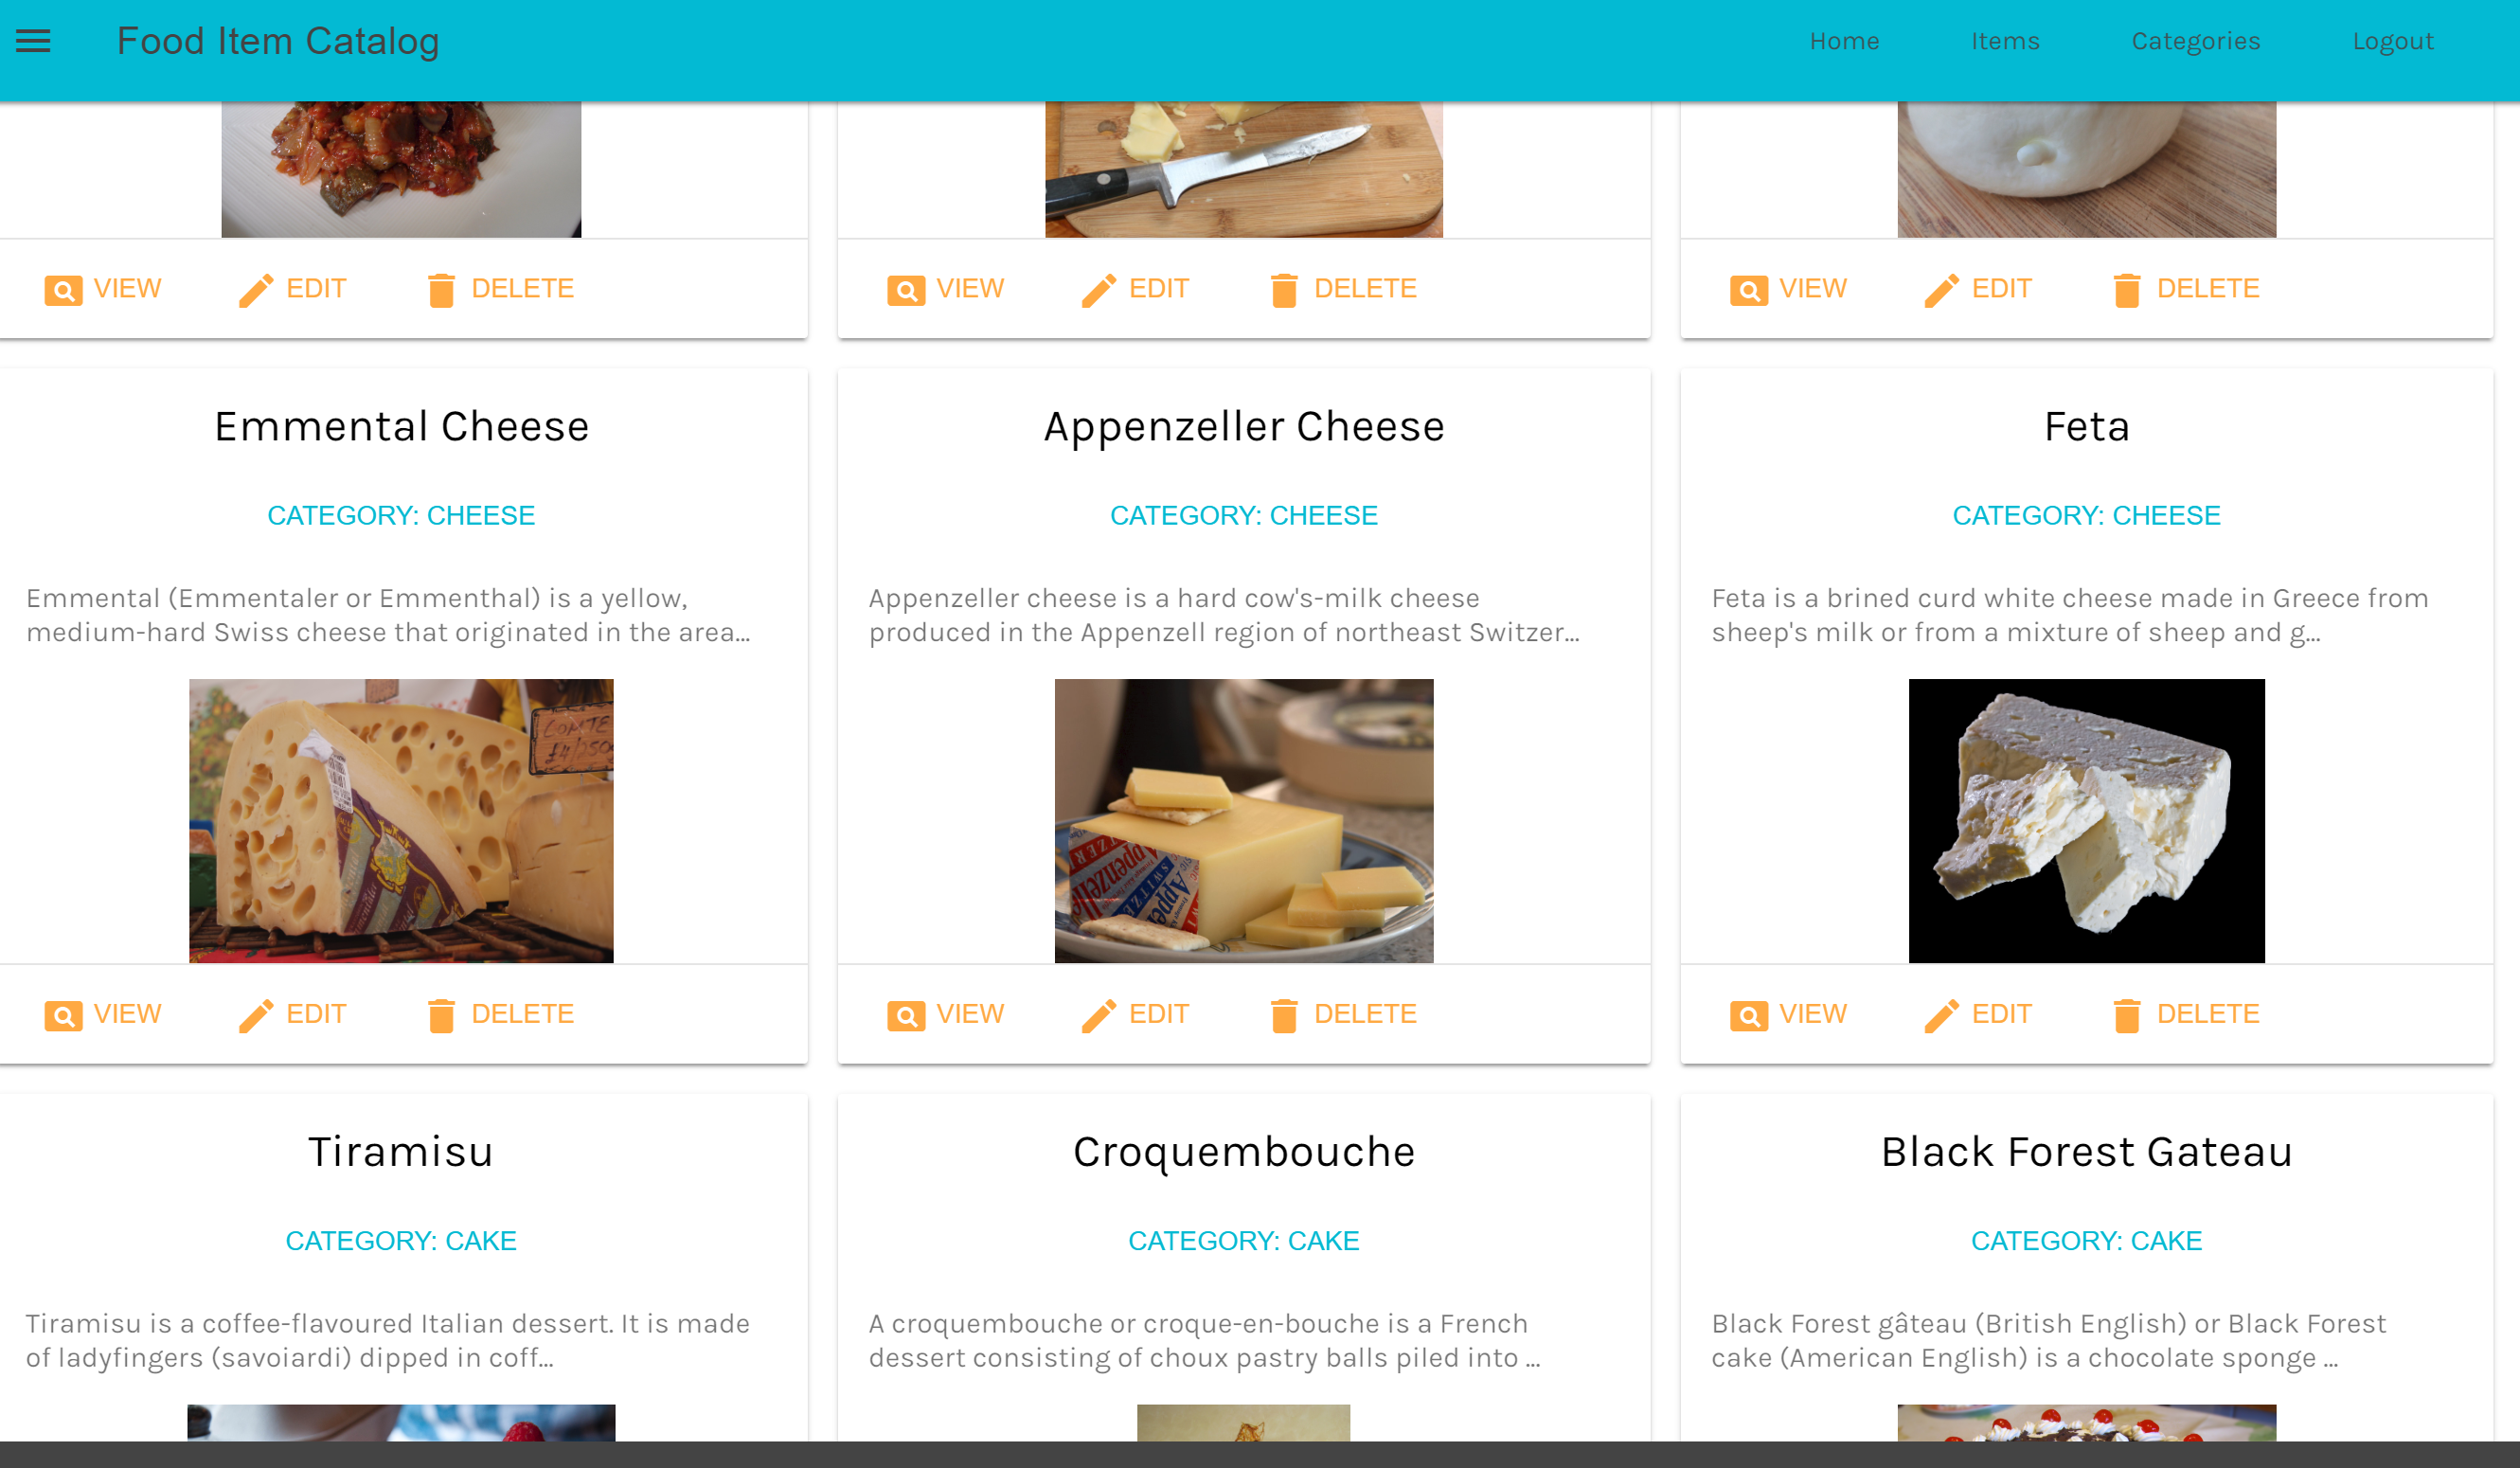 Food Item Catalog
Home
Items
Categories
Logout
VIEW
EDIT
DELETE
VIEW
EDIT
DELETE
VIEW
EDIT
DELETE
Emmental Cheese
CATEGORY: CHEESE
Emmental (Emmentaler or Emmenthal) is a yellow,
medium-hard Swiss cheese that originated in the area...
COMTE
VIEW
EDIT
DELETE
Appenzeller Cheese
CATEGORY: CHEESE
Appenzeller cheese is a hard cow's-milk cheese
produced in the Appenzell region of northeast Switzer...
VIEW
EDIT
DELETE
Feta
CATEGORY: CHEESE
Feta is a brined curd white cheese made in Greece from
sheep's milk or from a mixture of sheep and g...
VIEW
EDIT
DELETE
Tiramisu
CATEGORY: CAKE
Tiramisu is a coffee-flavoured Italian dessert. It is made
of ladyfingers (savoiardi) dipped in coff...
Croquembouche
CATEGORY: CAKE
A croquembouche or croque-en-bouche is a French
dessert consisting of choux pastry balls piled into ...
Black Forest Gateau
CATEGORY: CAKE
Black Forest gâteau (British English) or Black Forest
cake (American English) is a chocolate sponge ...